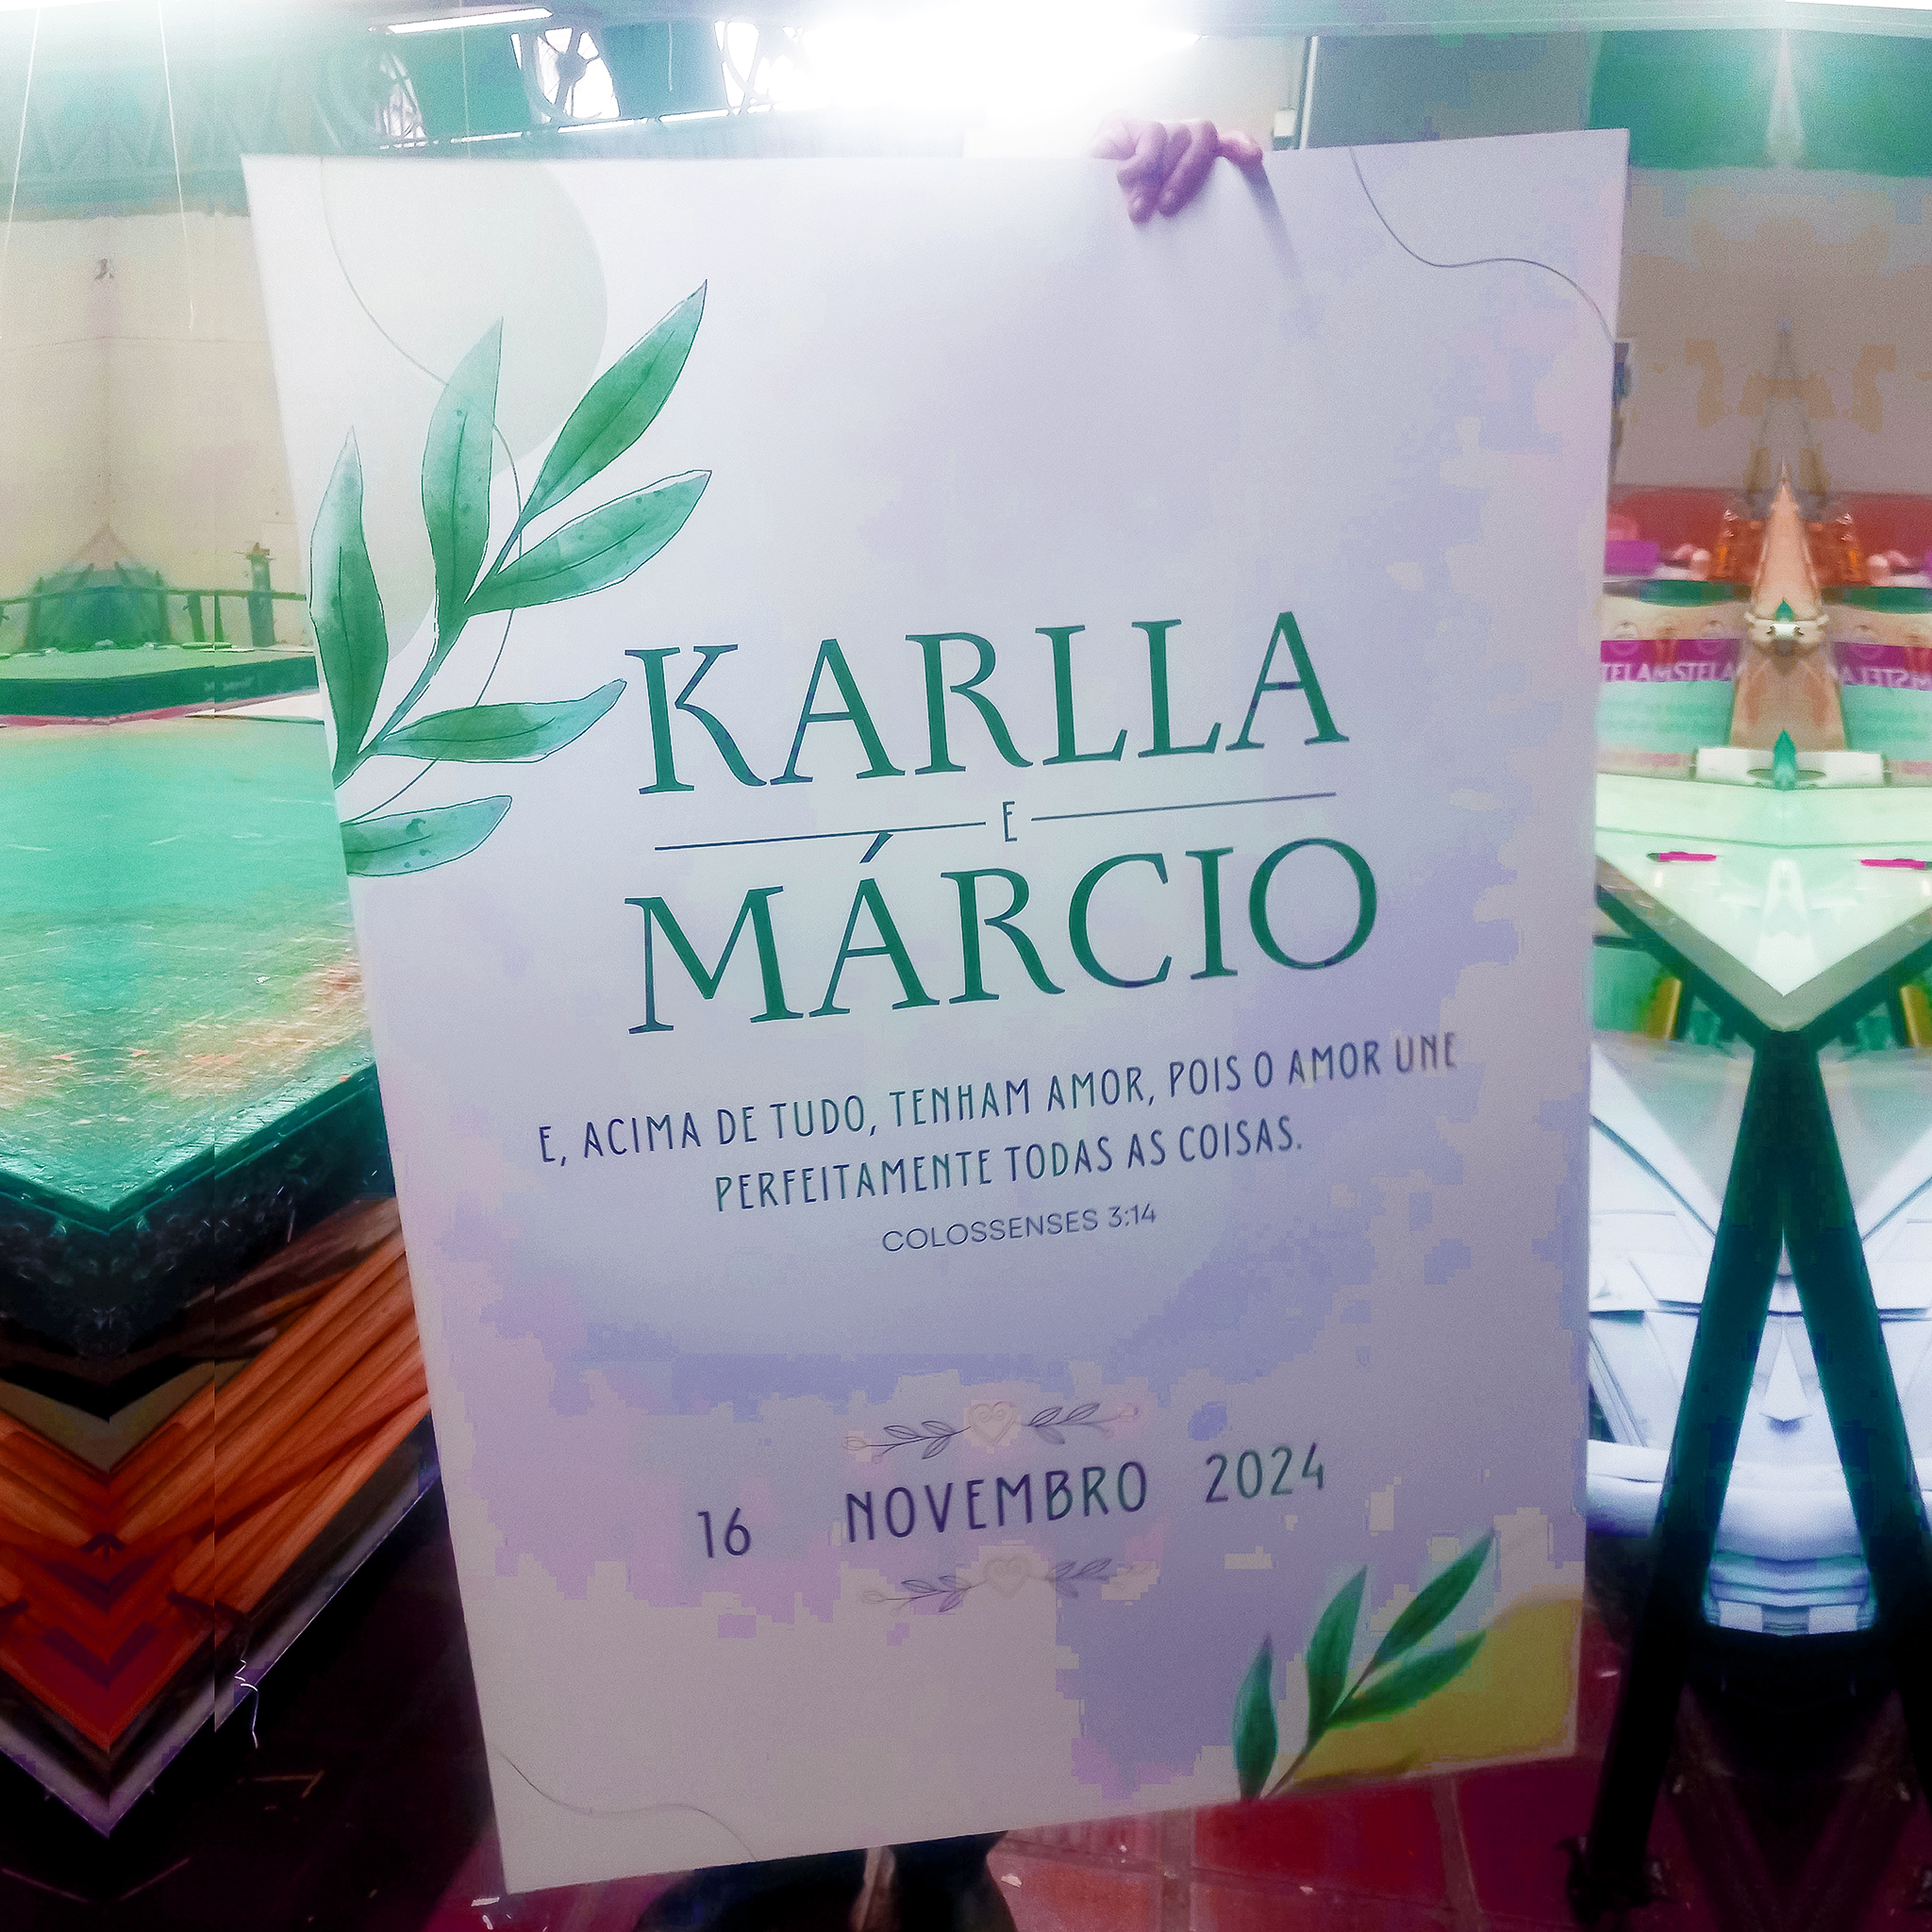 KARLLA
E
MÁRCIO
E, ACIMA DE TUDO, TENHAM AMOR, POIS O AMOR UNE
PERFEITAMENTE TODAS AS COISAS.
COLOSSENSES 3:14
16 NOVEMBRO 2024